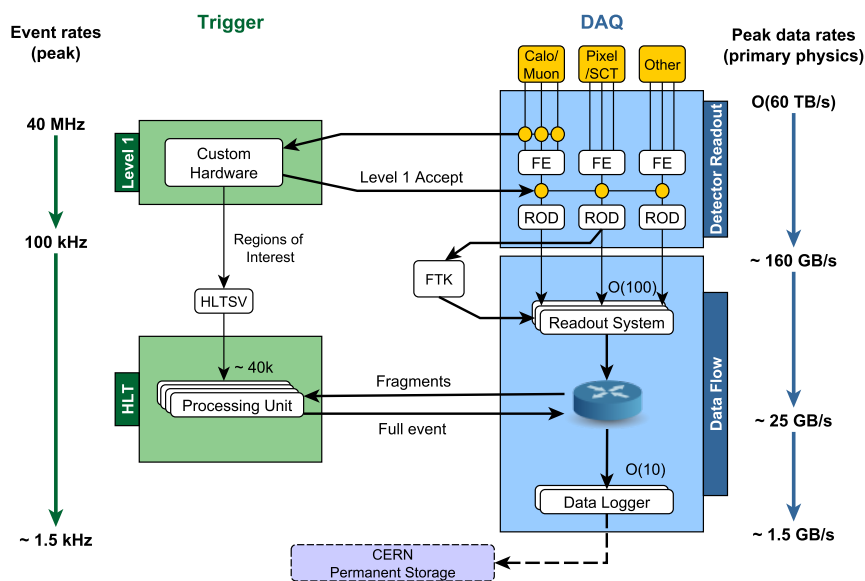 Event rates
(peak)
Trigger
DAQ
Peak data rates
(primary physics)
Calo/
Muon
Pixel
/SCT
Other
O(60 TB/s)
40 MHz
Level 1
Custom
Hardware
Level 1 Accept
FE
FE
FE
ROD
ROD
ROD
Detector Readout
100 kHz
Regions of
Interest
~ 160 GB/s
FTK
HLTSV
O(100)
Readout System
HLT
~ 40k
Processing Unit
Fragments
Full event
Data Flow
~ 25 GB/s
O(10)
Data Logger
~ 1.5 kHz
~ 1.5 GB/s
CERN
Permanent Storage